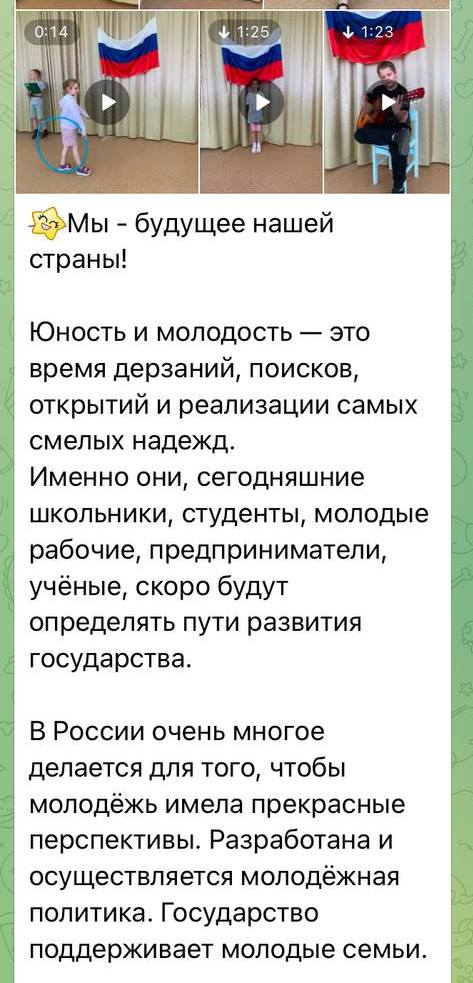 0:14
1:25
1:23
Мы - будущее нашей
страны!
Юность и молодость — это
время дерзаний, поисков,
открытий и реализации самых
смелых надежд.
Именно они, сегодняшние
школьники, студенты, молодые
рабочие, предприниматели,
учёные, скоро будут
определять пути развития
государства.
В России очень многое
делается для того, чтобы
молодёжь имела прекрасные
перспективы. Разработана и
осуществляется молодёжная
политика. Государство
поддерживает молодые семьи.